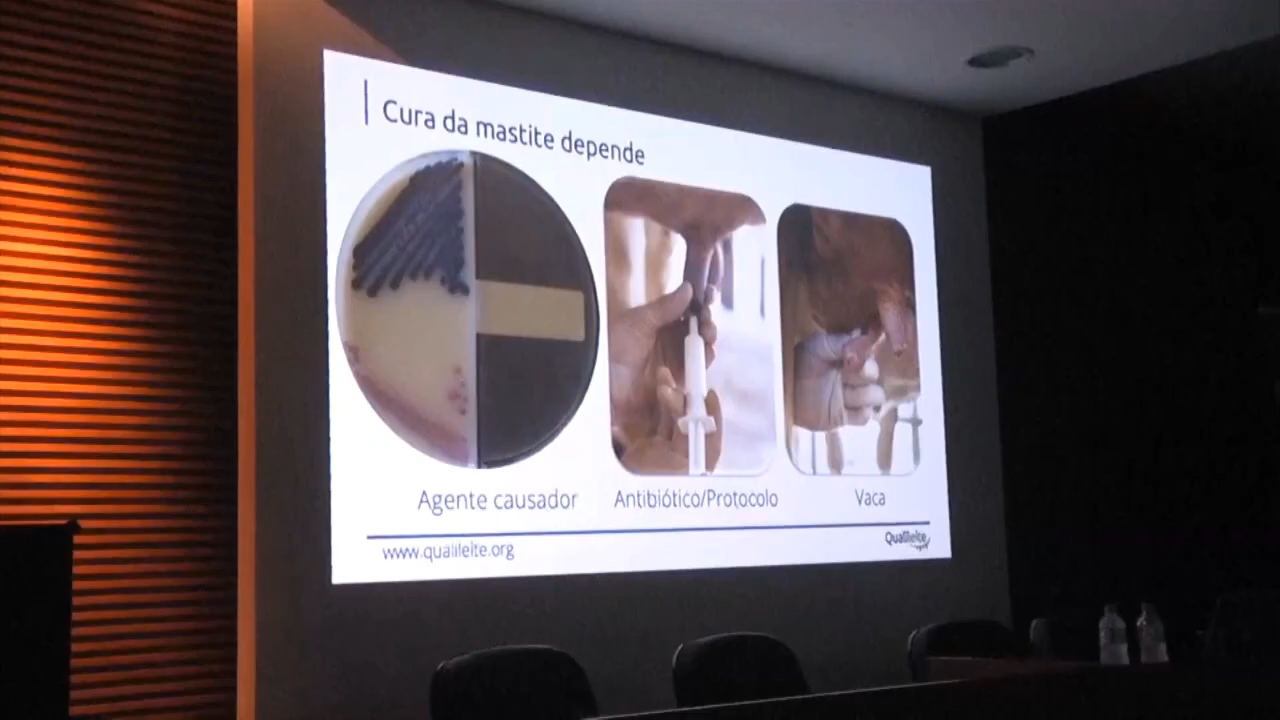 Cura da mastite depende
Agente causador
Antibiótico/Protocolo
Vaca
www.qualileite.org
Qualileite